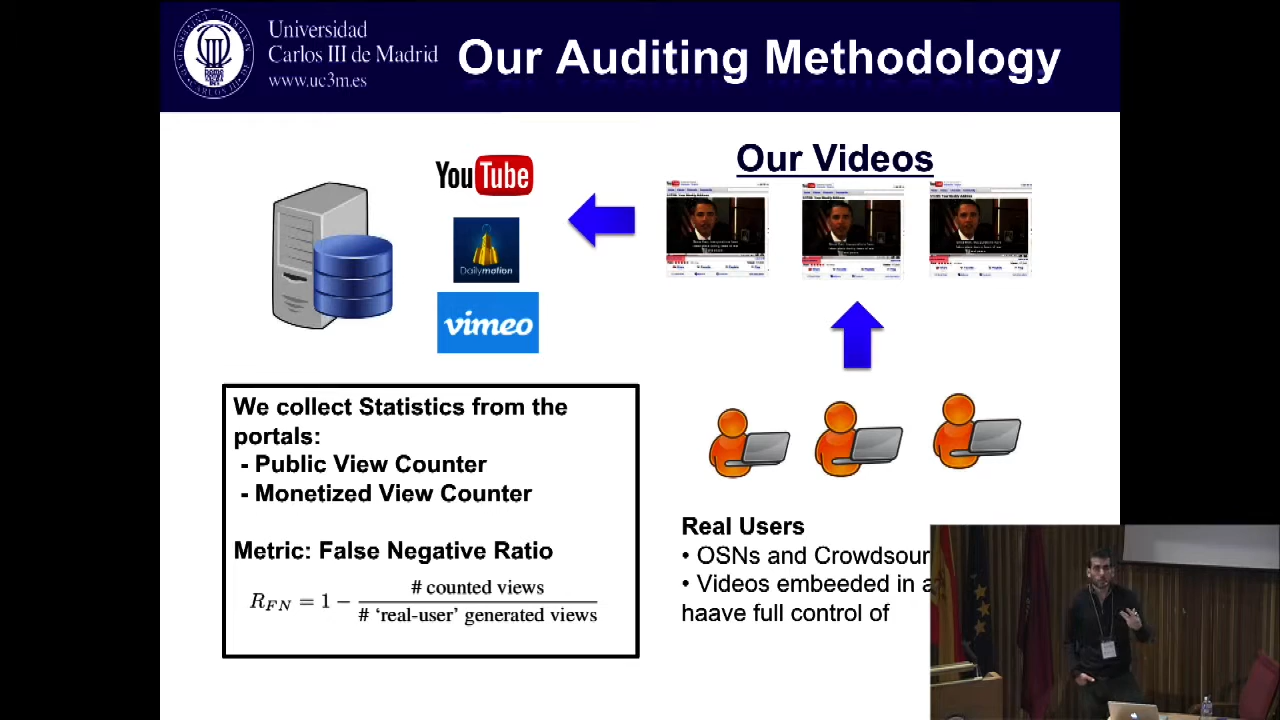 Universidad
Carlos III de Madrid
www.uc3m.es
Our Auditing Methodology
YouTube
Dailymotion
vimeo
Our Videos
We collect Statistics from the
portals:
- Public View Counter
- Monetized View Counter
Metric: False Negative Ratio
R_FN = 1 - # counted views / # 'real-user' generated views
Real Users
• OSNs and Crowdsour
• Videos embeeded in a
haave full control of